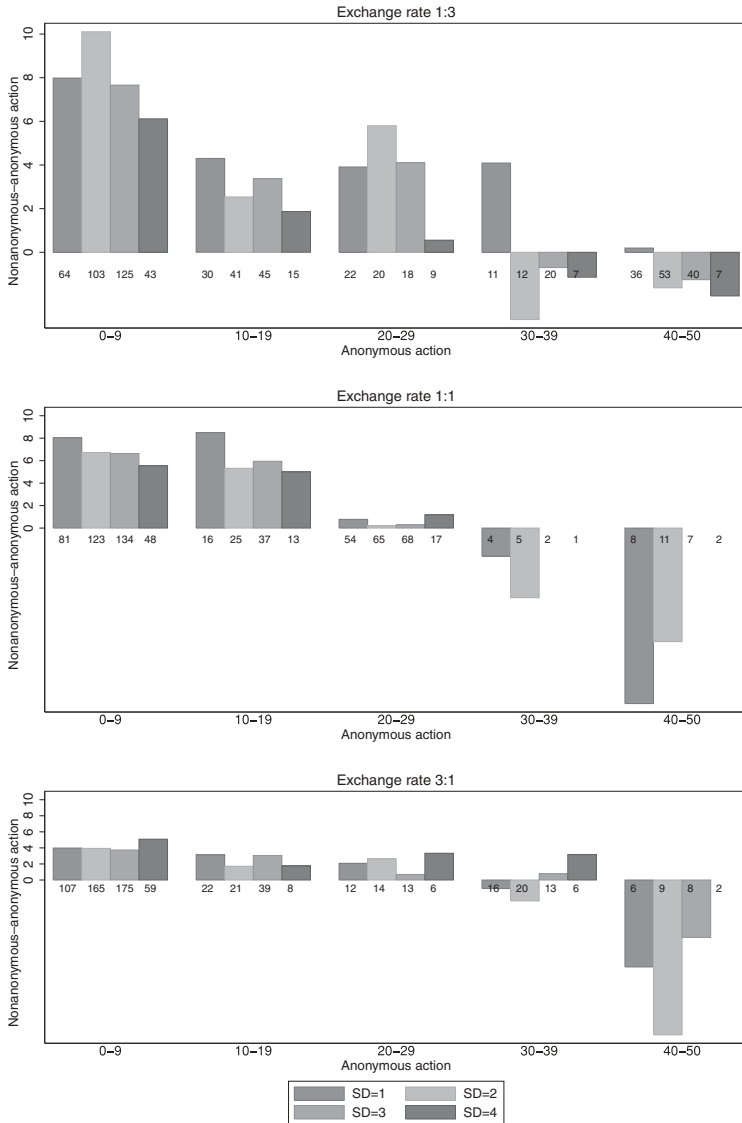 Exchange rate 1:3
Nonanonymous−anonymous action
10
8
6
4
2
0
64 103 125 43 30 41 45 15 22 20 18 9 11 12 20 7 36 53 40 7
0−9 10−19 20−29 30−39 40−50
Anonymous action
Exchange rate 1:1
Nonanonymous−anonymous action
10
8
6
4
2
0
81 123 134 48 16 25 37 13 54 65 68 17 4 5 2 1 8 11 7 2
0−9 10−19 20−29 30−39 40−50
Anonymous action
Exchange rate 3:1
Nonanonymous−anonymous action
10
8
6
4
2
0
107 165 175 59 22 21 39 8 12 14 13 6 16 20 13 6 6 9 8 2
0−9 10−19 20−29 30−39 40−50
Anonymous action
SD=1 SD=2
SD=3 SD=4